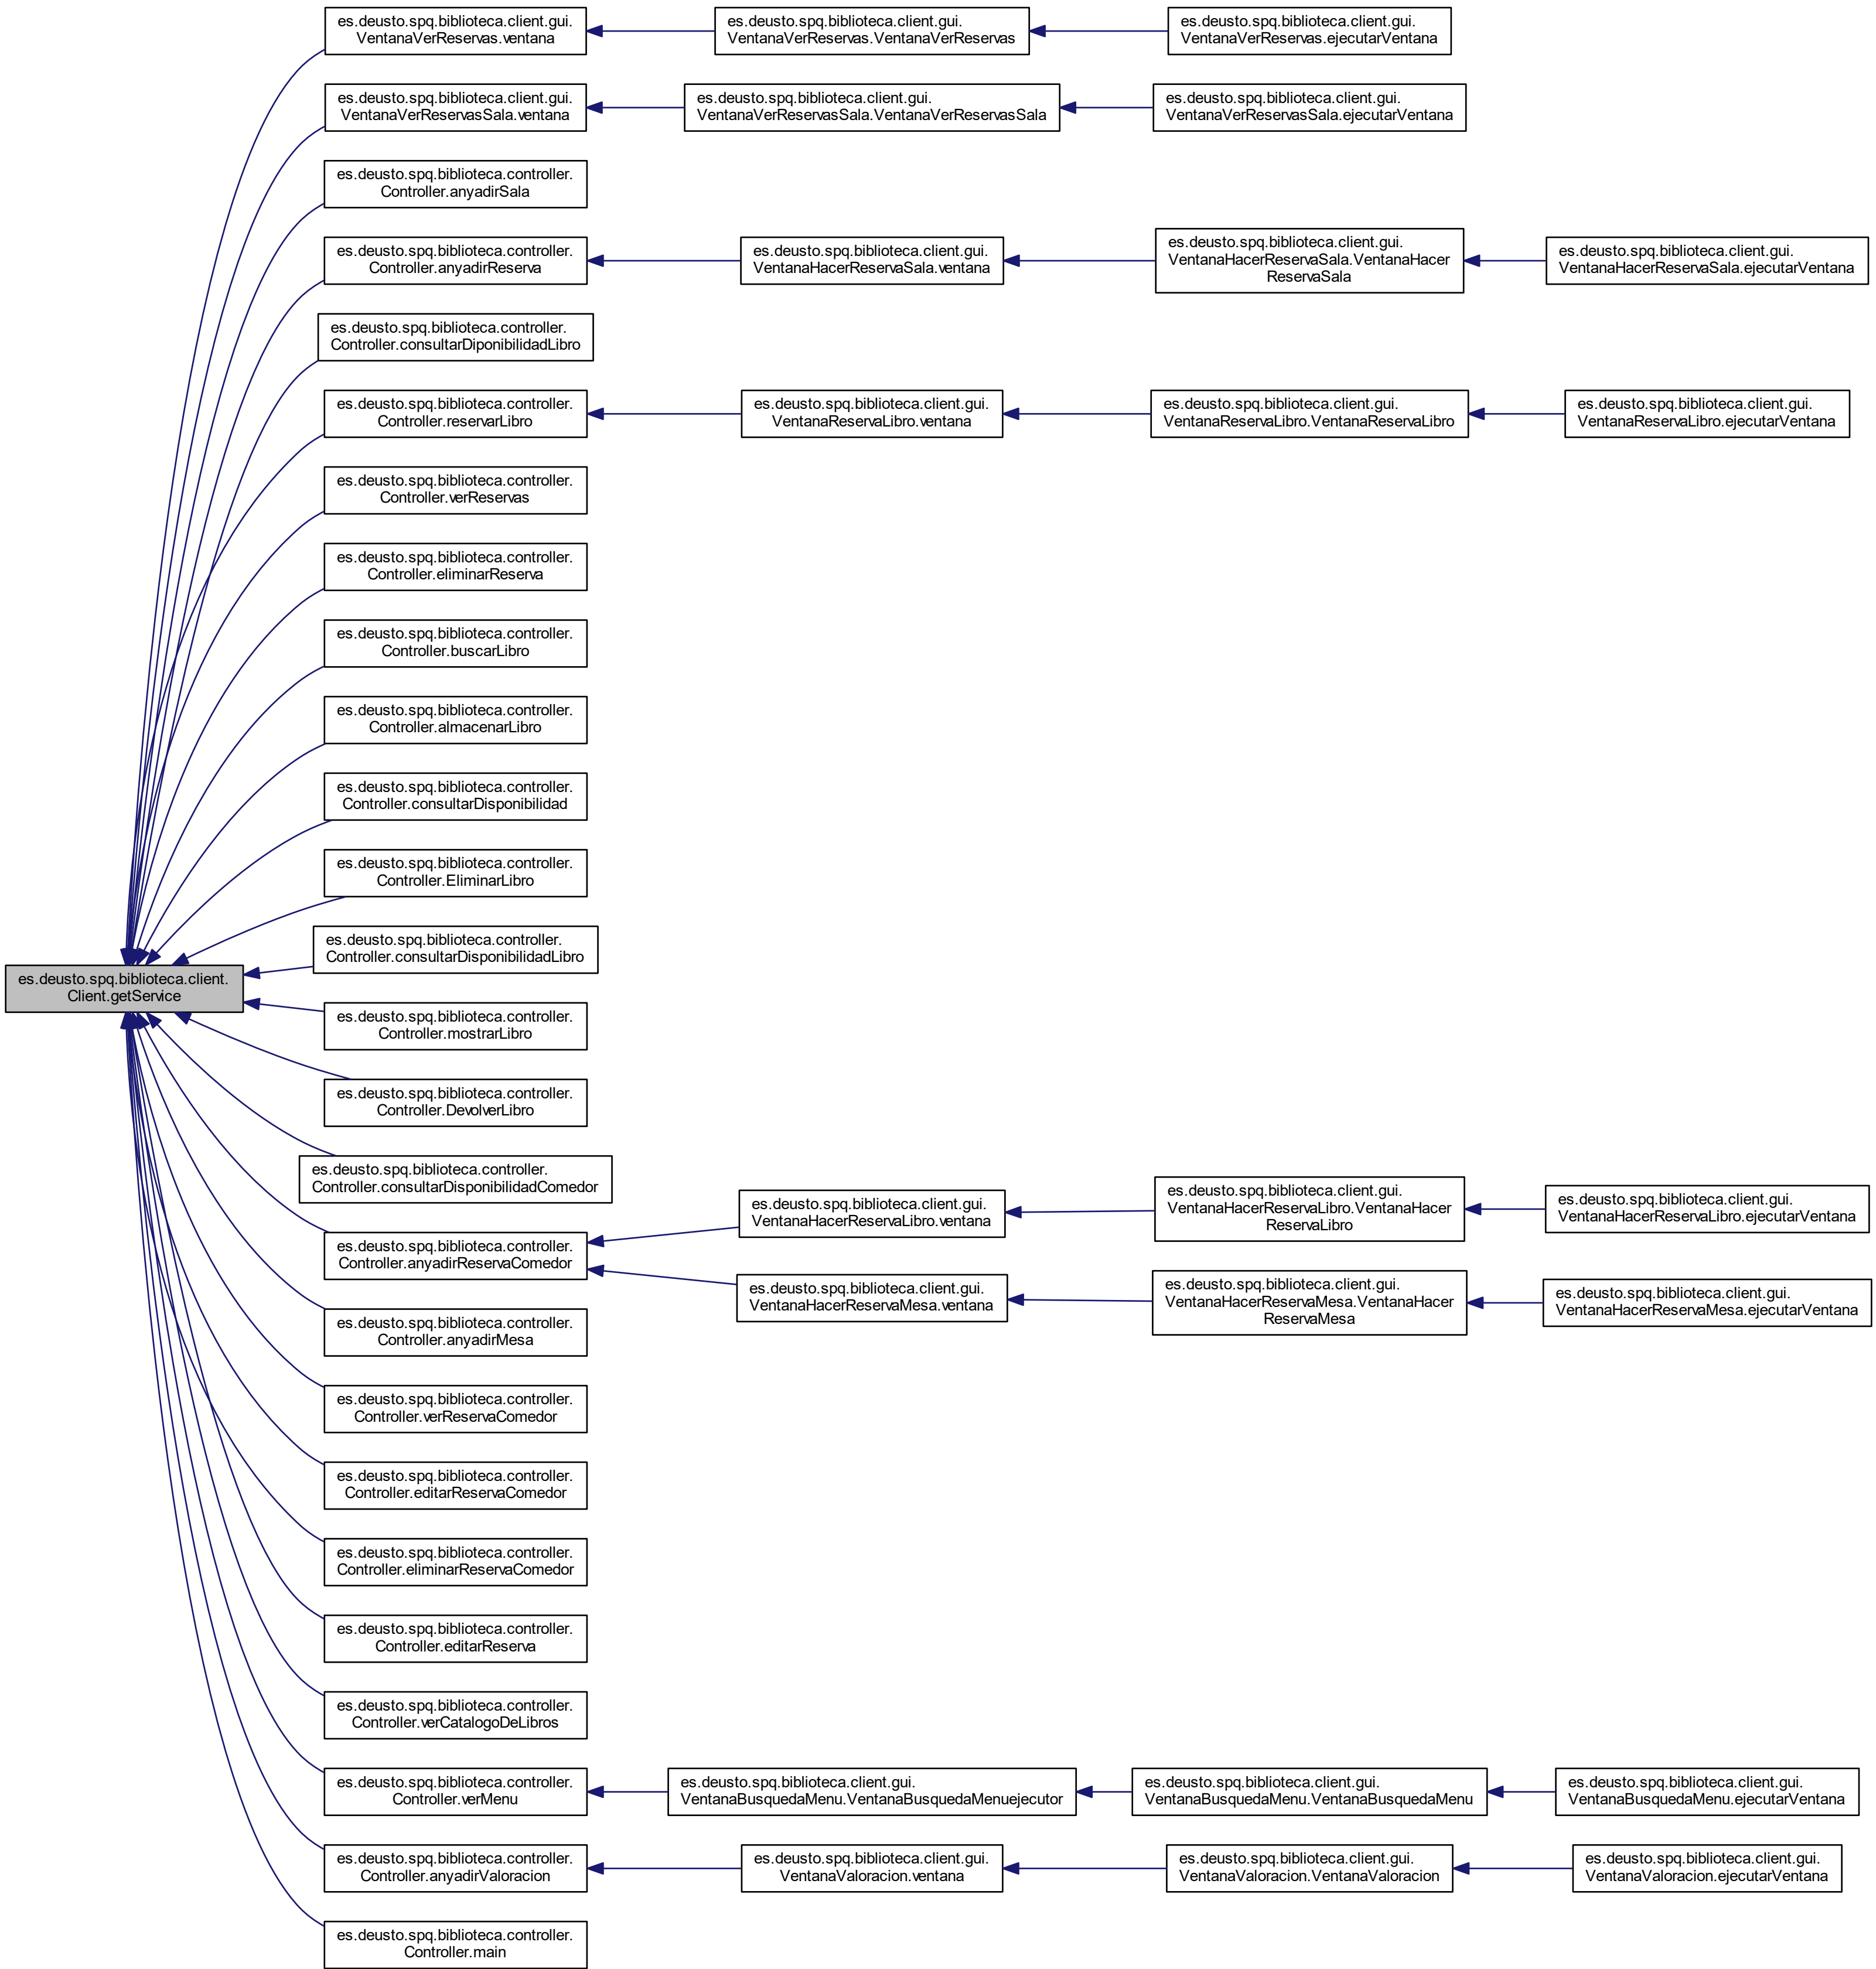 es.deusto.spq.biblioteca.client.gui.
VentanaVerReservas.ventana
es.deusto.spq.biblioteca.client.gui.
VentanaVerReservas.VentanaVerReservas
es.deusto.spq.biblioteca.client.gui.
VentanaVerReservas.ejecutarVentana
es.deusto.spq.biblioteca.client.gui.
VentanaVerReservasSala.ventana
es.deusto.spq.biblioteca.client.gui.
VentanaVerReservasSala.VentanaVerReservasSala
es.deusto.spq.biblioteca.client.gui.
VentanaVerReservasSala.ejecutarVentana
es.deusto.spq.biblioteca.controller.
Controller.anyadirSala
es.deusto.spq.biblioteca.controller.
Controller.anyadirReserva
es.deusto.spq.biblioteca.client.gui.
VentanaHacerReservaSala.ventana
es.deusto.spq.biblioteca.client.gui.
VentanaHacerReservaSala.VentanaHacer
ReservaSala
es.deusto.spq.biblioteca.client.gui.
VentanaHacerReservaSala.ejecutarVentana
es.deusto.spq.biblioteca.controller.
Controller.consultarDiponibilidadLibro
es.deusto.spq.biblioteca.controller.
Controller.reservarLibro
es.deusto.spq.biblioteca.client.gui.
VentanaReservaLibro.ventana
es.deusto.spq.biblioteca.client.gui.
VentanaReservaLibro.VentanaReservaLibro
es.deusto.spq.biblioteca.client.gui.
VentanaReservaLibro.ejecutarVentana
es.deusto.spq.biblioteca.controller.
Controller.verReservas
es.deusto.spq.biblioteca.controller.
Controller.eliminarReserva
es.deusto.spq.biblioteca.controller.
Controller.buscarLibro
es.deusto.spq.biblioteca.controller.
Controller.almacenarLibro
es.deusto.spq.biblioteca.controller.
Controller.consultarDisponibilidad
es.deusto.spq.biblioteca.controller.
Controller.EliminarLibro
es.deusto.spq.biblioteca.controller.
Controller.consultarDisponibilidadLibro
es.deusto.spq.biblioteca.client.
Client.getService
es.deusto.spq.biblioteca.controller.
Controller.mostrarLibro
es.deusto.spq.biblioteca.controller.
Controller.DevolverLibro
es.deusto.spq.biblioteca.controller.
Controller.consultarDisponibilidadComedor
es.deusto.spq.biblioteca.controller.
Controller.anyadirReservaComedor
es.deusto.spq.biblioteca.client.gui.
VentanaHacerReservaLibro.ventana
es.deusto.spq.biblioteca.client.gui.
VentanaHacerReservaLibro.VentanaHacer
ReservaLibro
es.deusto.spq.biblioteca.client.gui.
VentanaHacerReservaLibro.ejecutarVentana
es.deusto.spq.biblioteca.client.gui.
VentanaHacerReservaMesa.ventana
es.deusto.spq.biblioteca.client.gui.
VentanaHacerReservaMesa.VentanaHacer
ReservaMesa
es.deusto.spq.biblioteca.client.gui.
VentanaHacerReservaMesa.ejecutarVentana
es.deusto.spq.biblioteca.controller.
Controller.anyadirMesa
es.deusto.spq.biblioteca.controller.
Controller.verReservaComedor
es.deusto.spq.biblioteca.controller.
Controller.editarReservaComedor
es.deusto.spq.biblioteca.controller.
Controller.eliminarReservaComedor
es.deusto.spq.biblioteca.controller.
Controller.editarReserva
es.deusto.spq.biblioteca.controller.
Controller.verCatalogoDeLibros
es.deusto.spq.biblioteca.controller.
Controller.verMenu
es.deusto.spq.biblioteca.client.gui.
VentanaBusquedaMenu.VentanaBusquedaMenuejecutor
es.deusto.spq.biblioteca.client.gui.
VentanaBusquedaMenu.VentanaBusquedaMenu
es.deusto.spq.biblioteca.client.gui.
VentanaBusquedaMenu.ejecutarVentana
es.deusto.spq.biblioteca.controller.
Controller.anyadirValoracion
es.deusto.spq.biblioteca.client.gui.
VentanaValoracion.ventana
es.deusto.spq.biblioteca.client.gui.
VentanaValoracion.VentanaValoracion
es.deusto.spq.biblioteca.client.gui.
VentanaValoracion.ejecutarVentana
es.deusto.spq.biblioteca.controller.
Controller.main